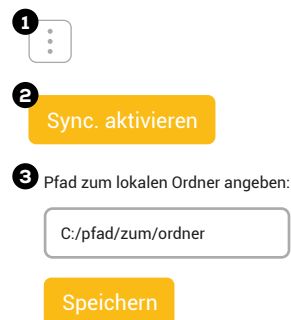 1
2
Sync. aktivieren
3 Pfad zum lokalen Ordner angeben:
C:/pfad/zum/ordner
Speichern